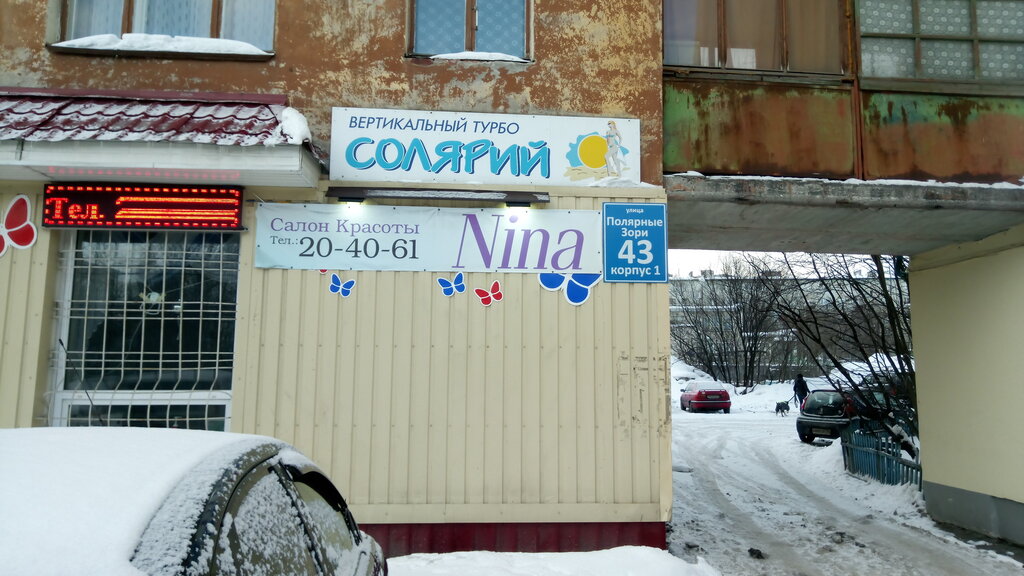 ВЕРТИКАЛЬНЫЙ ТУРБО
СОЛЯРИЙ
Тел.
Салон Красоты
Тел.: 20-40-61
Nina
улица
Полярные
Зори
43
корпус 1